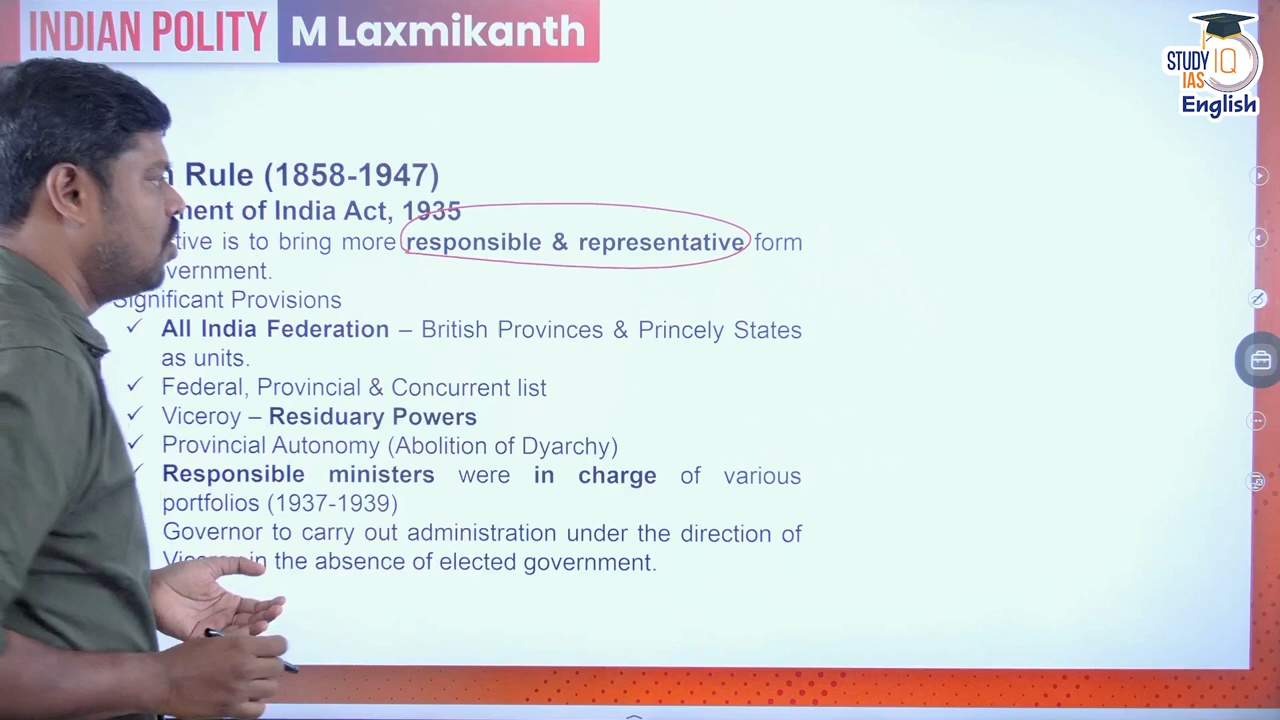 INDIAN POLITY M Laxmikanth
STUDY IQ
IAS
English
Rule (1858-1947)
of India Act, 1935
is to bring more responsible & representative form
Significant Provisions
✓ All India Federation – British Provinces & Princely States
as units.
✓ Federal, Provincial & Concurrent list
✓ Viceroy – Residuary Powers
✓ Provincial Autonomy (Abolition of Dyarchy)
✓ Responsible ministers were in charge of various
portfolios (1937-1939)
Governor to carry out administration under the direction of
in the absence of elected government.